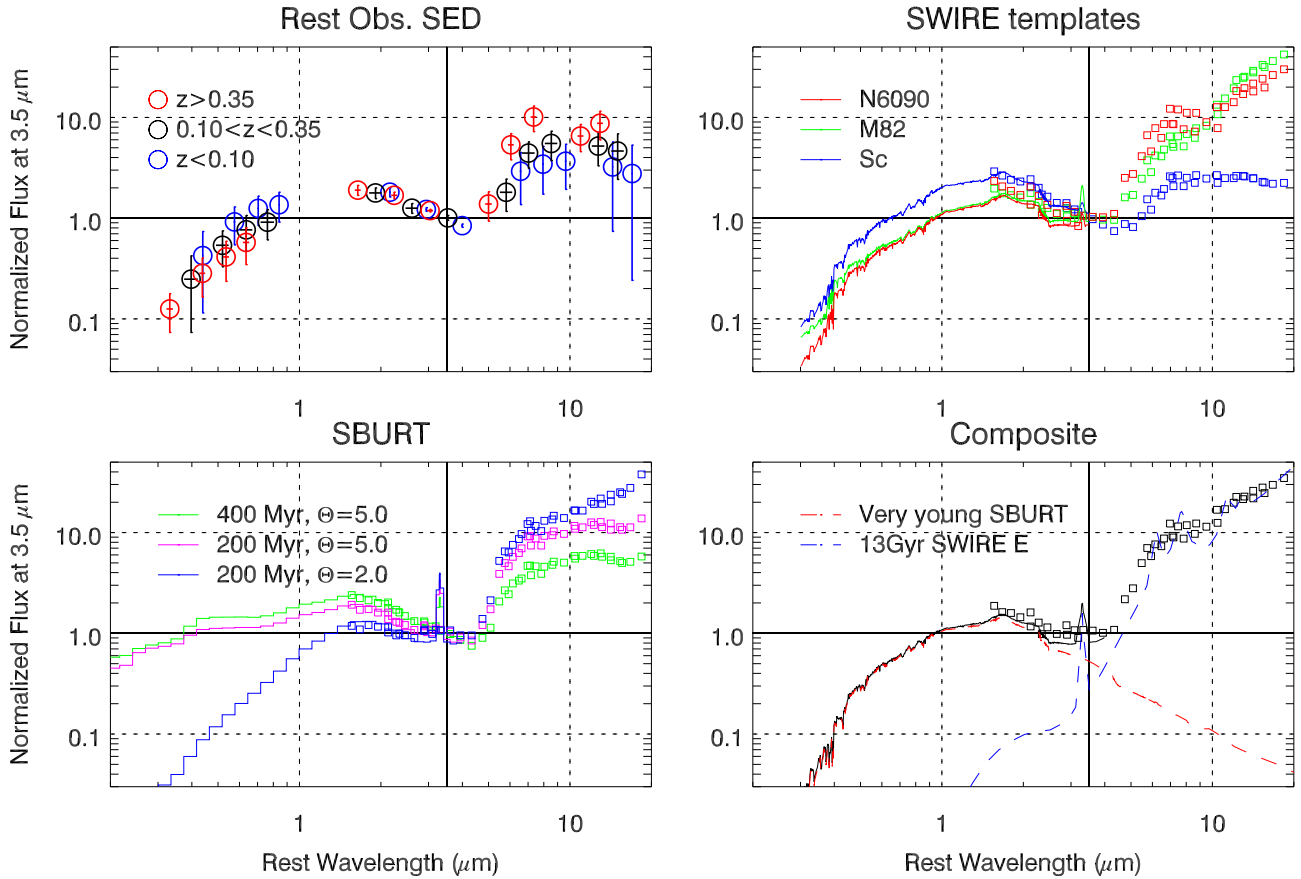 Rest Obs. SED
Normalized Flux at 3.5 μm
10.0
1.0
0.1
z>0.35
0.10<z<0.35
z<0.10
1
10
SWIRE templates
10.0
1.0
0.1
N6090
M82
Sc
1
10
SBURT
Normalized Flux at 3.5 μm
10.0
1.0
0.1
400 Myr, Θ=5.0
200 Myr, Θ=5.0
200 Myr, Θ=2.0
1
10
Rest Wavelength (μm)
Composite
10.0
1.0
0.1
Very young SBURT
13Gyr SWIRE E
1
10
Rest Wavelength (μm)